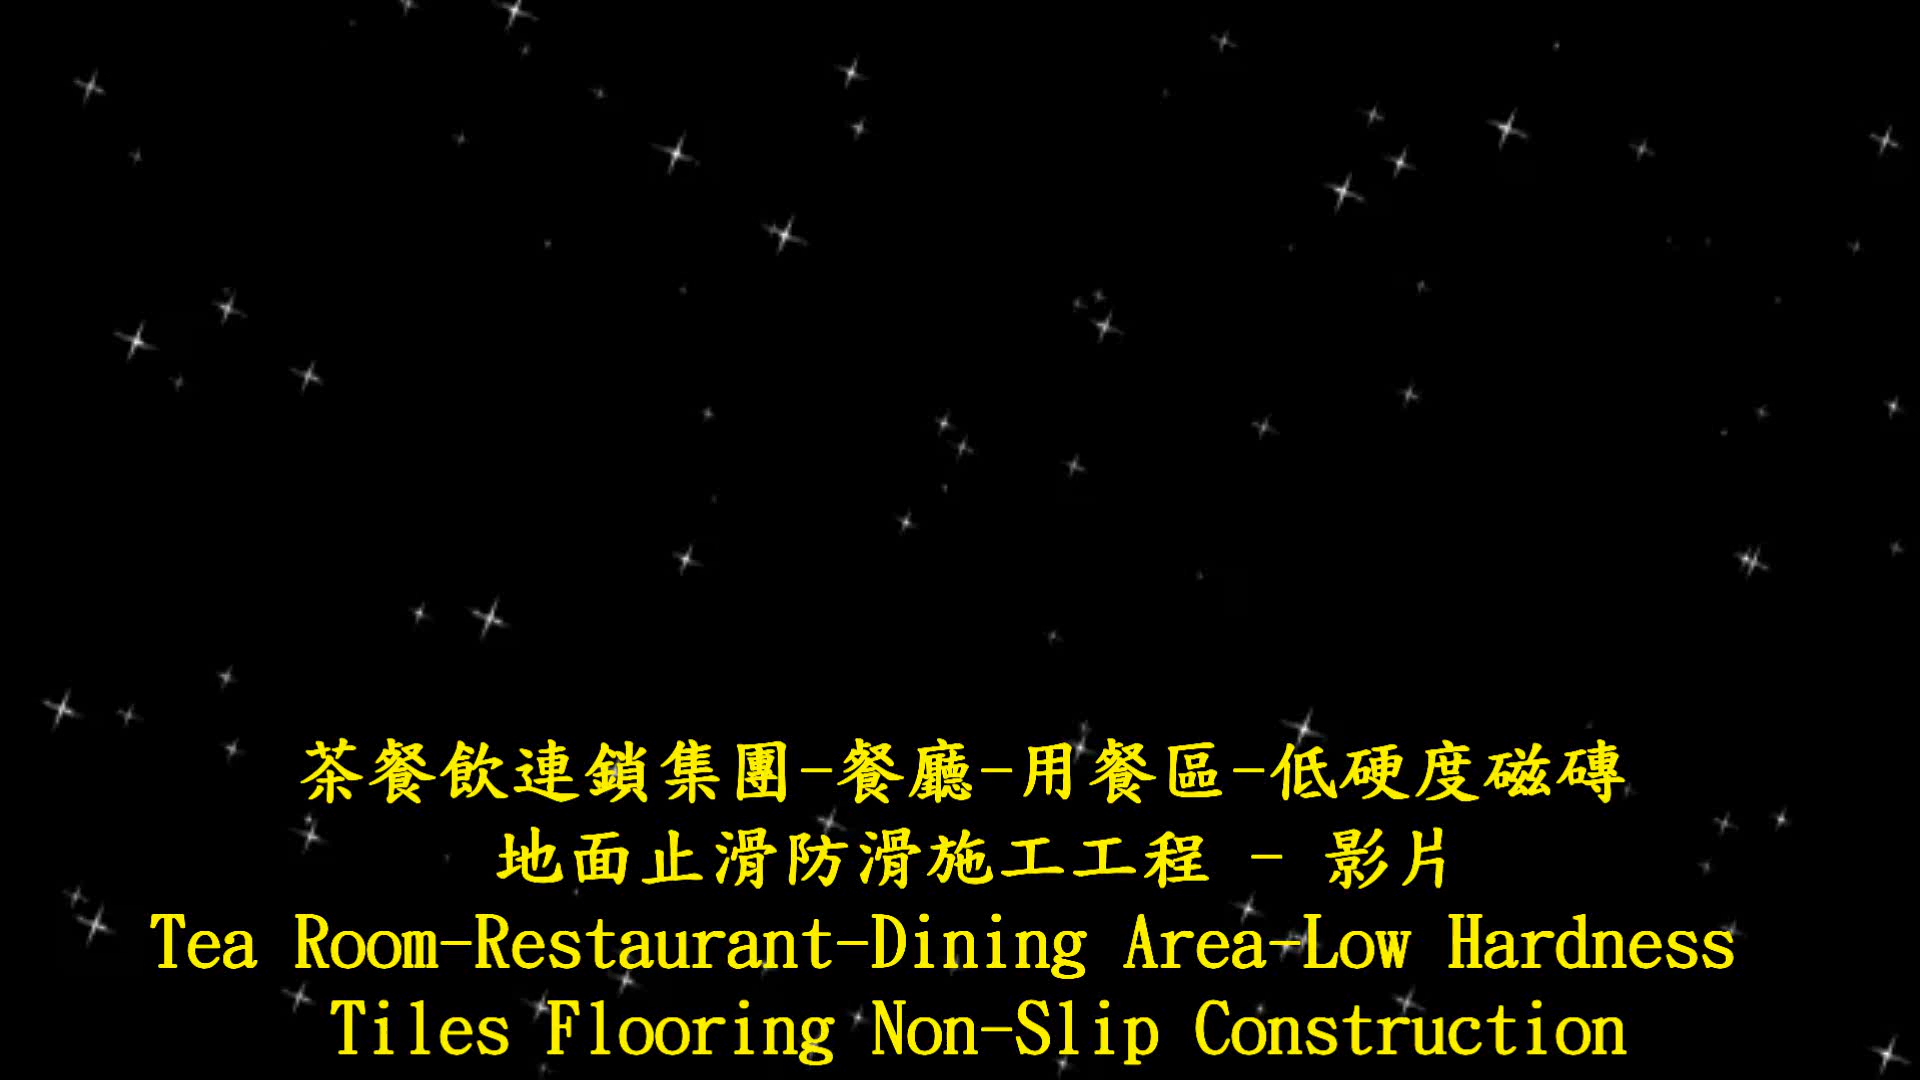 茶餐飲連鎖集團-餐廳-用餐區-低硬度磁磚
地面止滑防滑施工工程 - 影片
Tea Room-Restaurant-Dining Area-Low Hardness
Tiles Flooring Non-Slip Construction